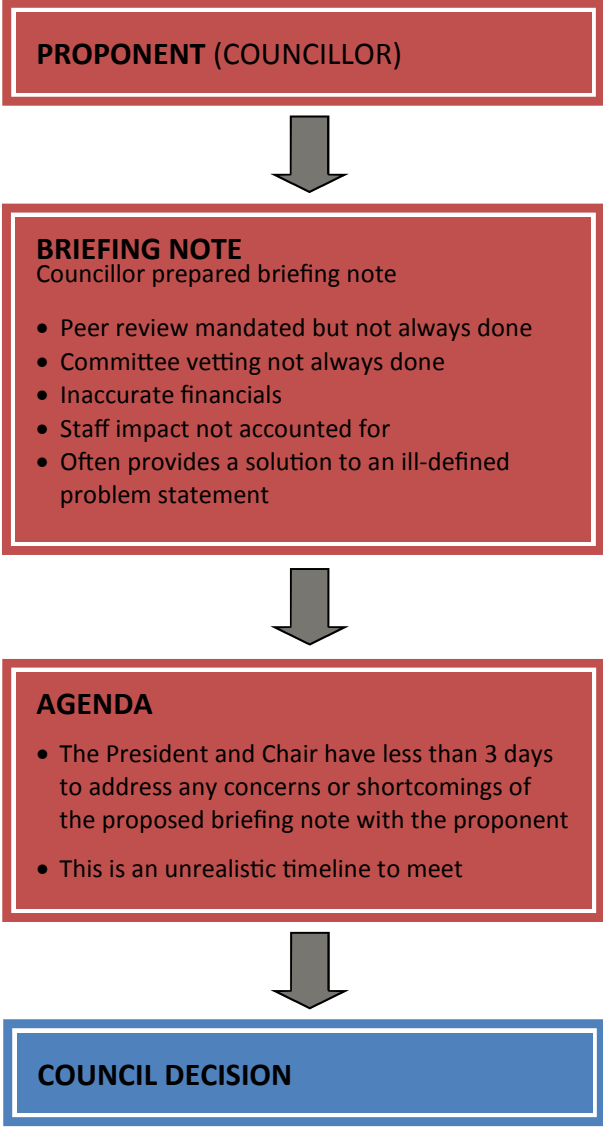 PROPONENT (COUNCILLOR)
BRIEFING NOTE
Councillor prepared briefing note
• Peer review mandated but not always done
• Committee vetting not always done
• Inaccurate financials
• Staff impact not accounted for
• Often provides a solution to an ill-defined
problem statement
AGENDA
• The President and Chair have less than 3 days
to address any concerns or shortcomings of
the proposed briefing note with the proponent
• This is an unrealistic timeline to meet
COUNCIL DECISION